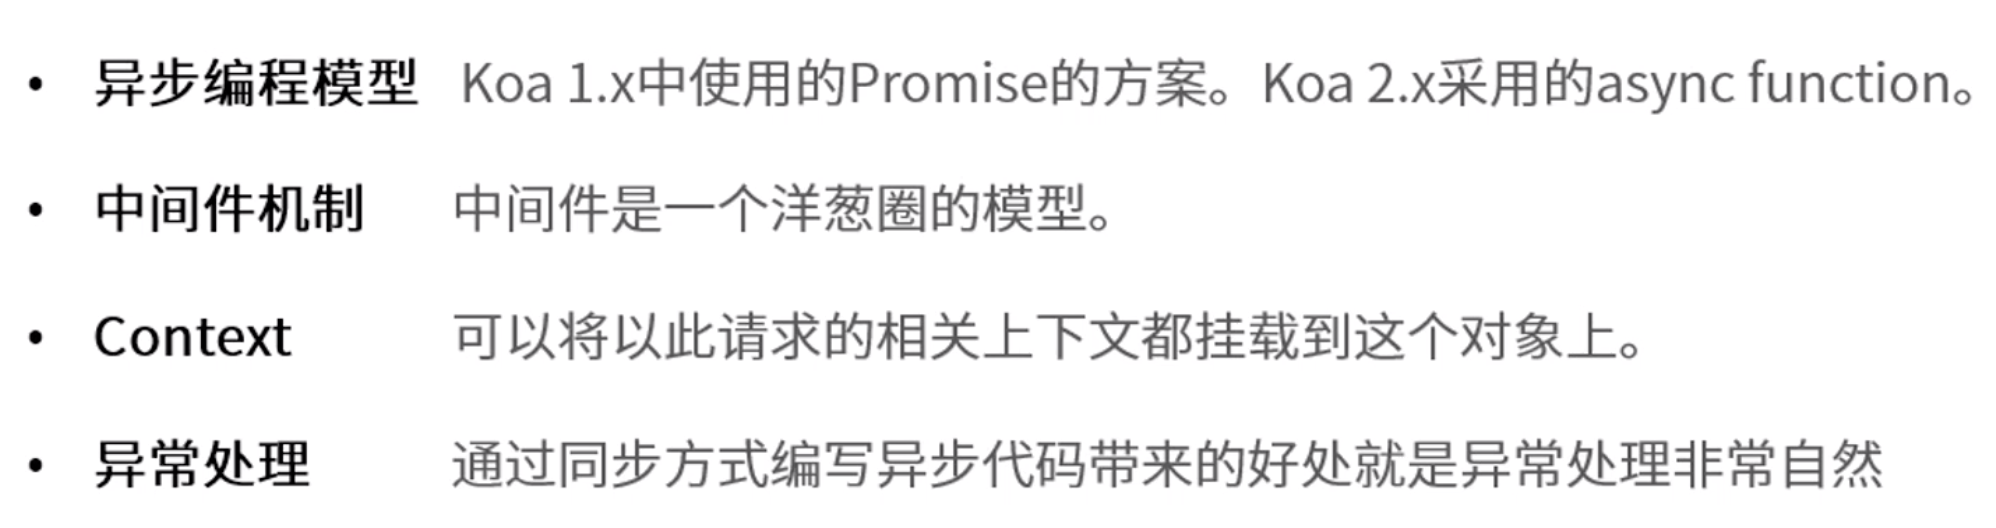 • 异步编程模型 Koa 1.x中使用的Promise的方案。Koa 2.x采用的async function。
• 中间件机制 中间件是一个洋葱圈的模型。
• Context 可以将以此请求的相关上下文都挂载到这个对象上。
• 异常处理 通过同步方式编写异步代码带来的好处就是异常处理非常自然